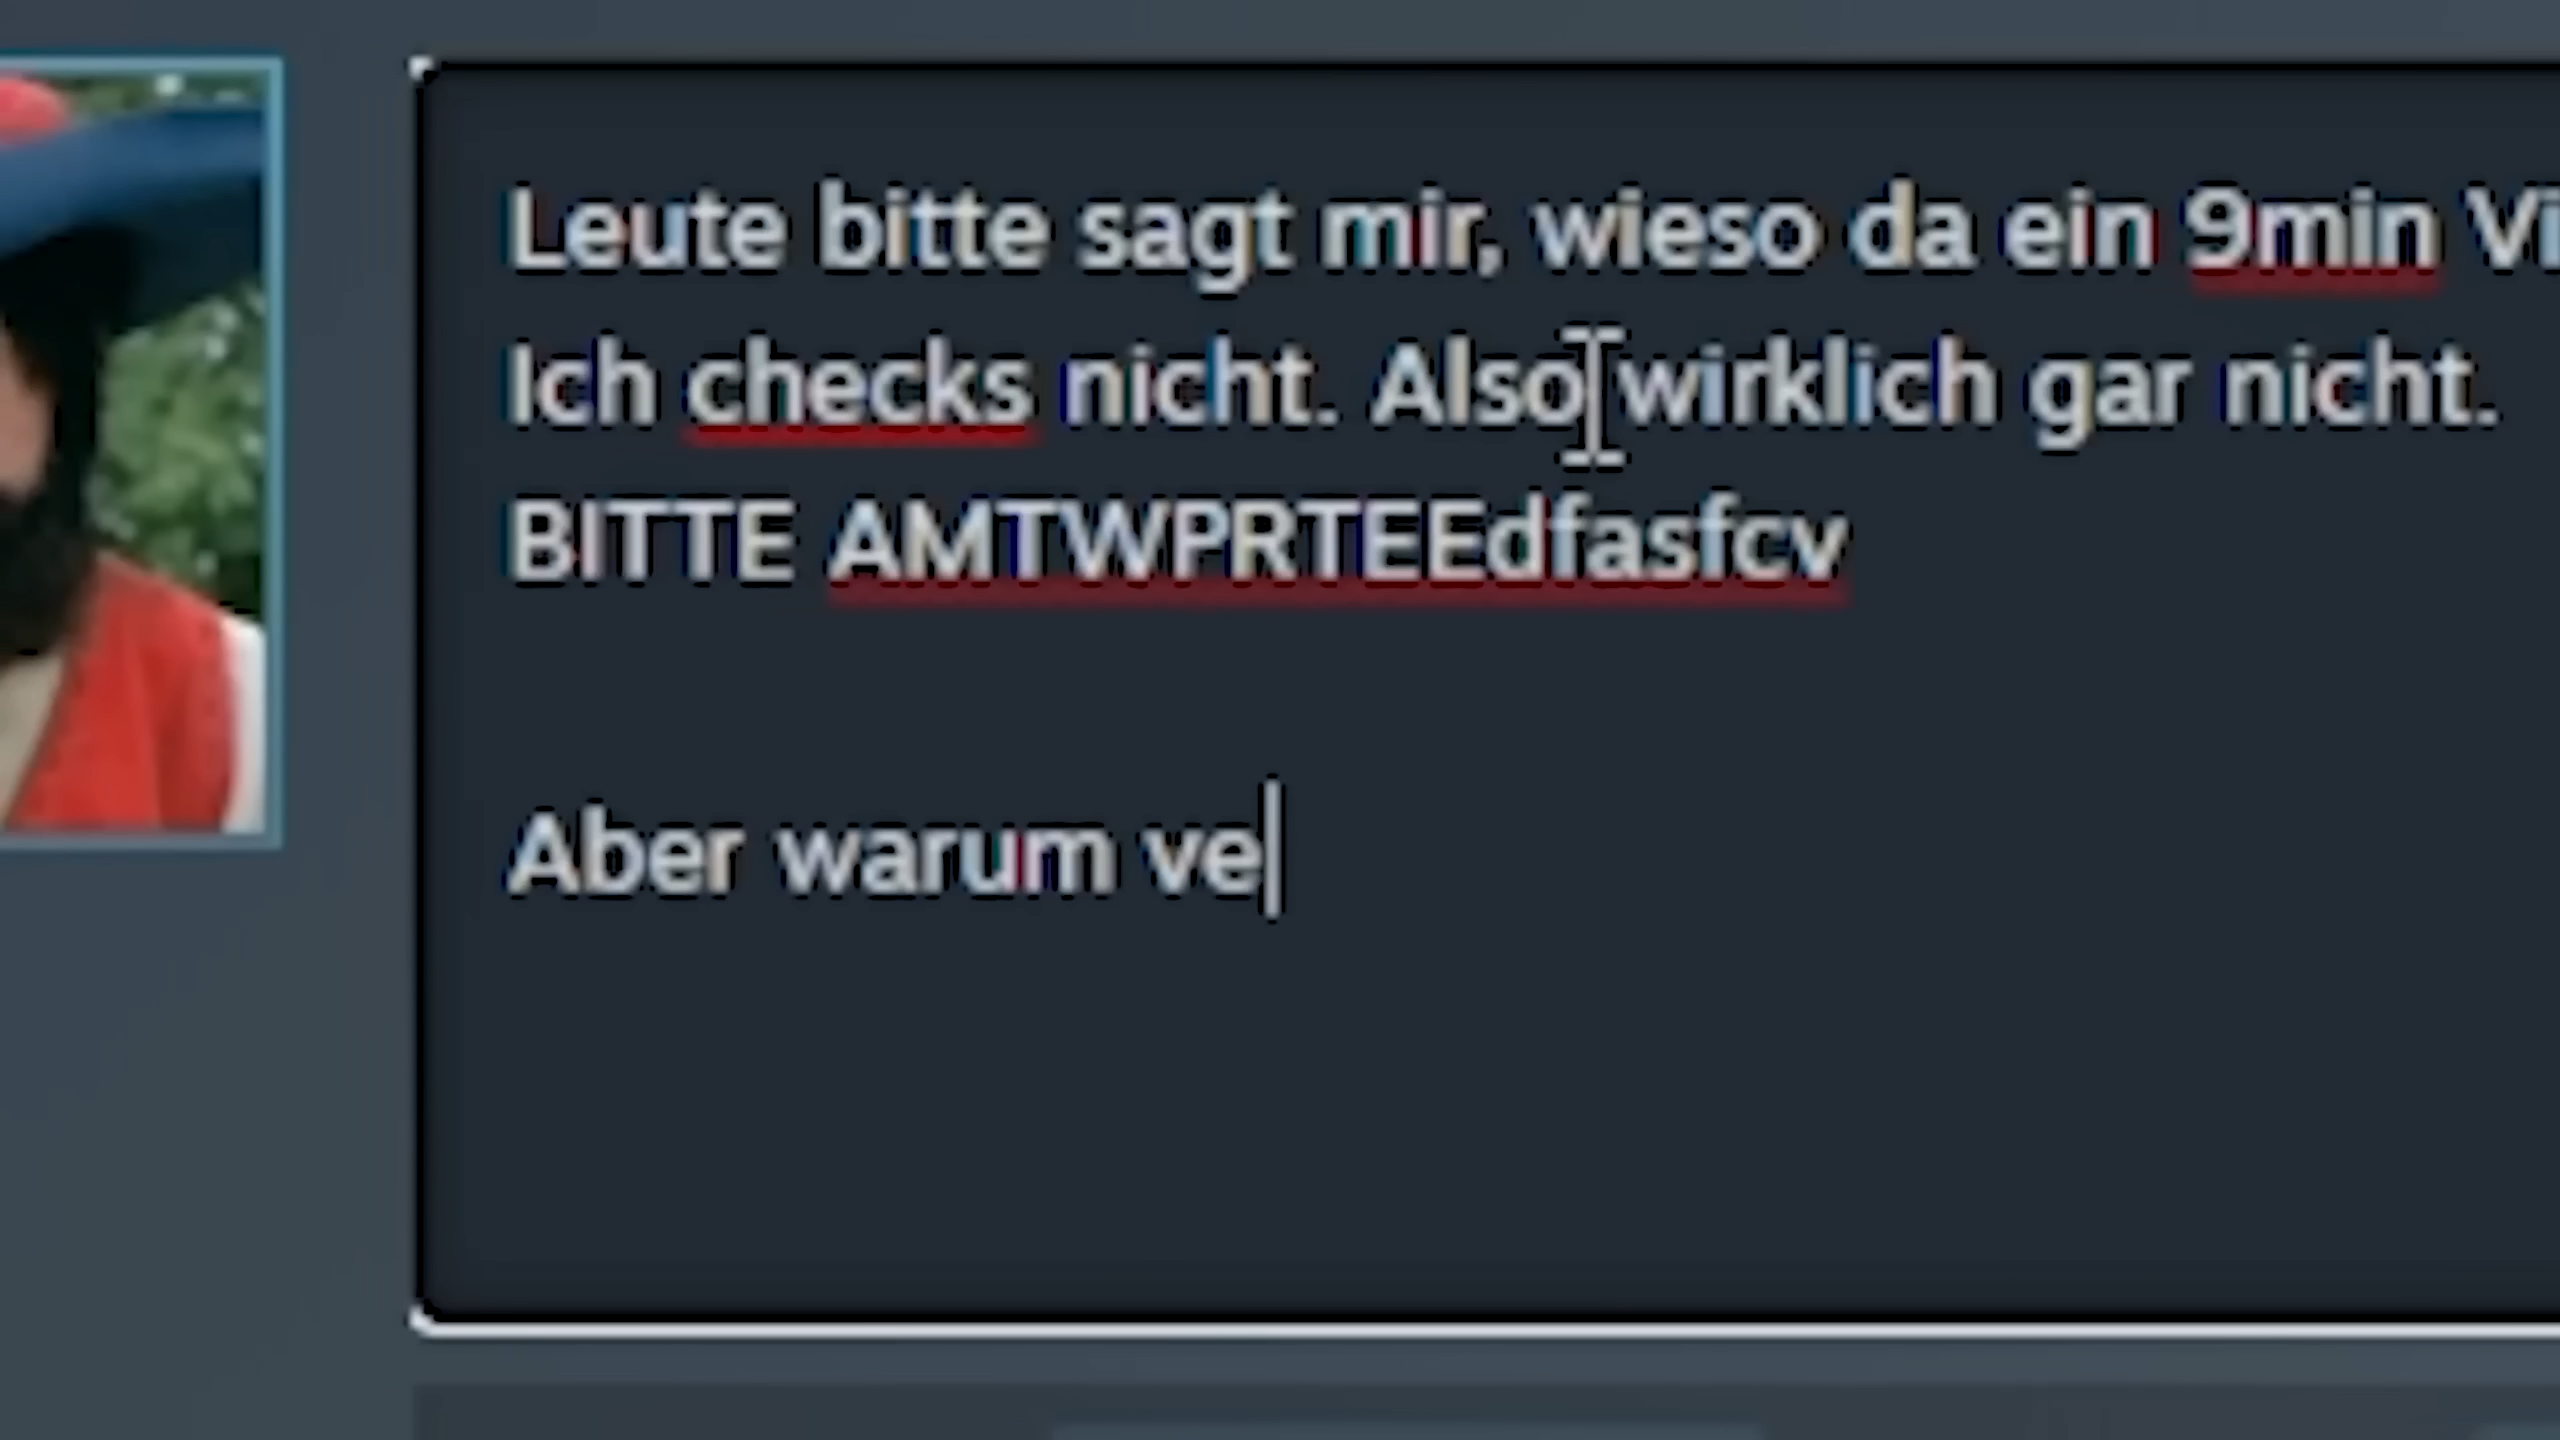 Leute bitte sagt mir, wieso da ein 9min
Ich checks nicht. Also wirklich gar nicht.
BITTE AMTWPRTEEdfasfcv
Aber warum ve